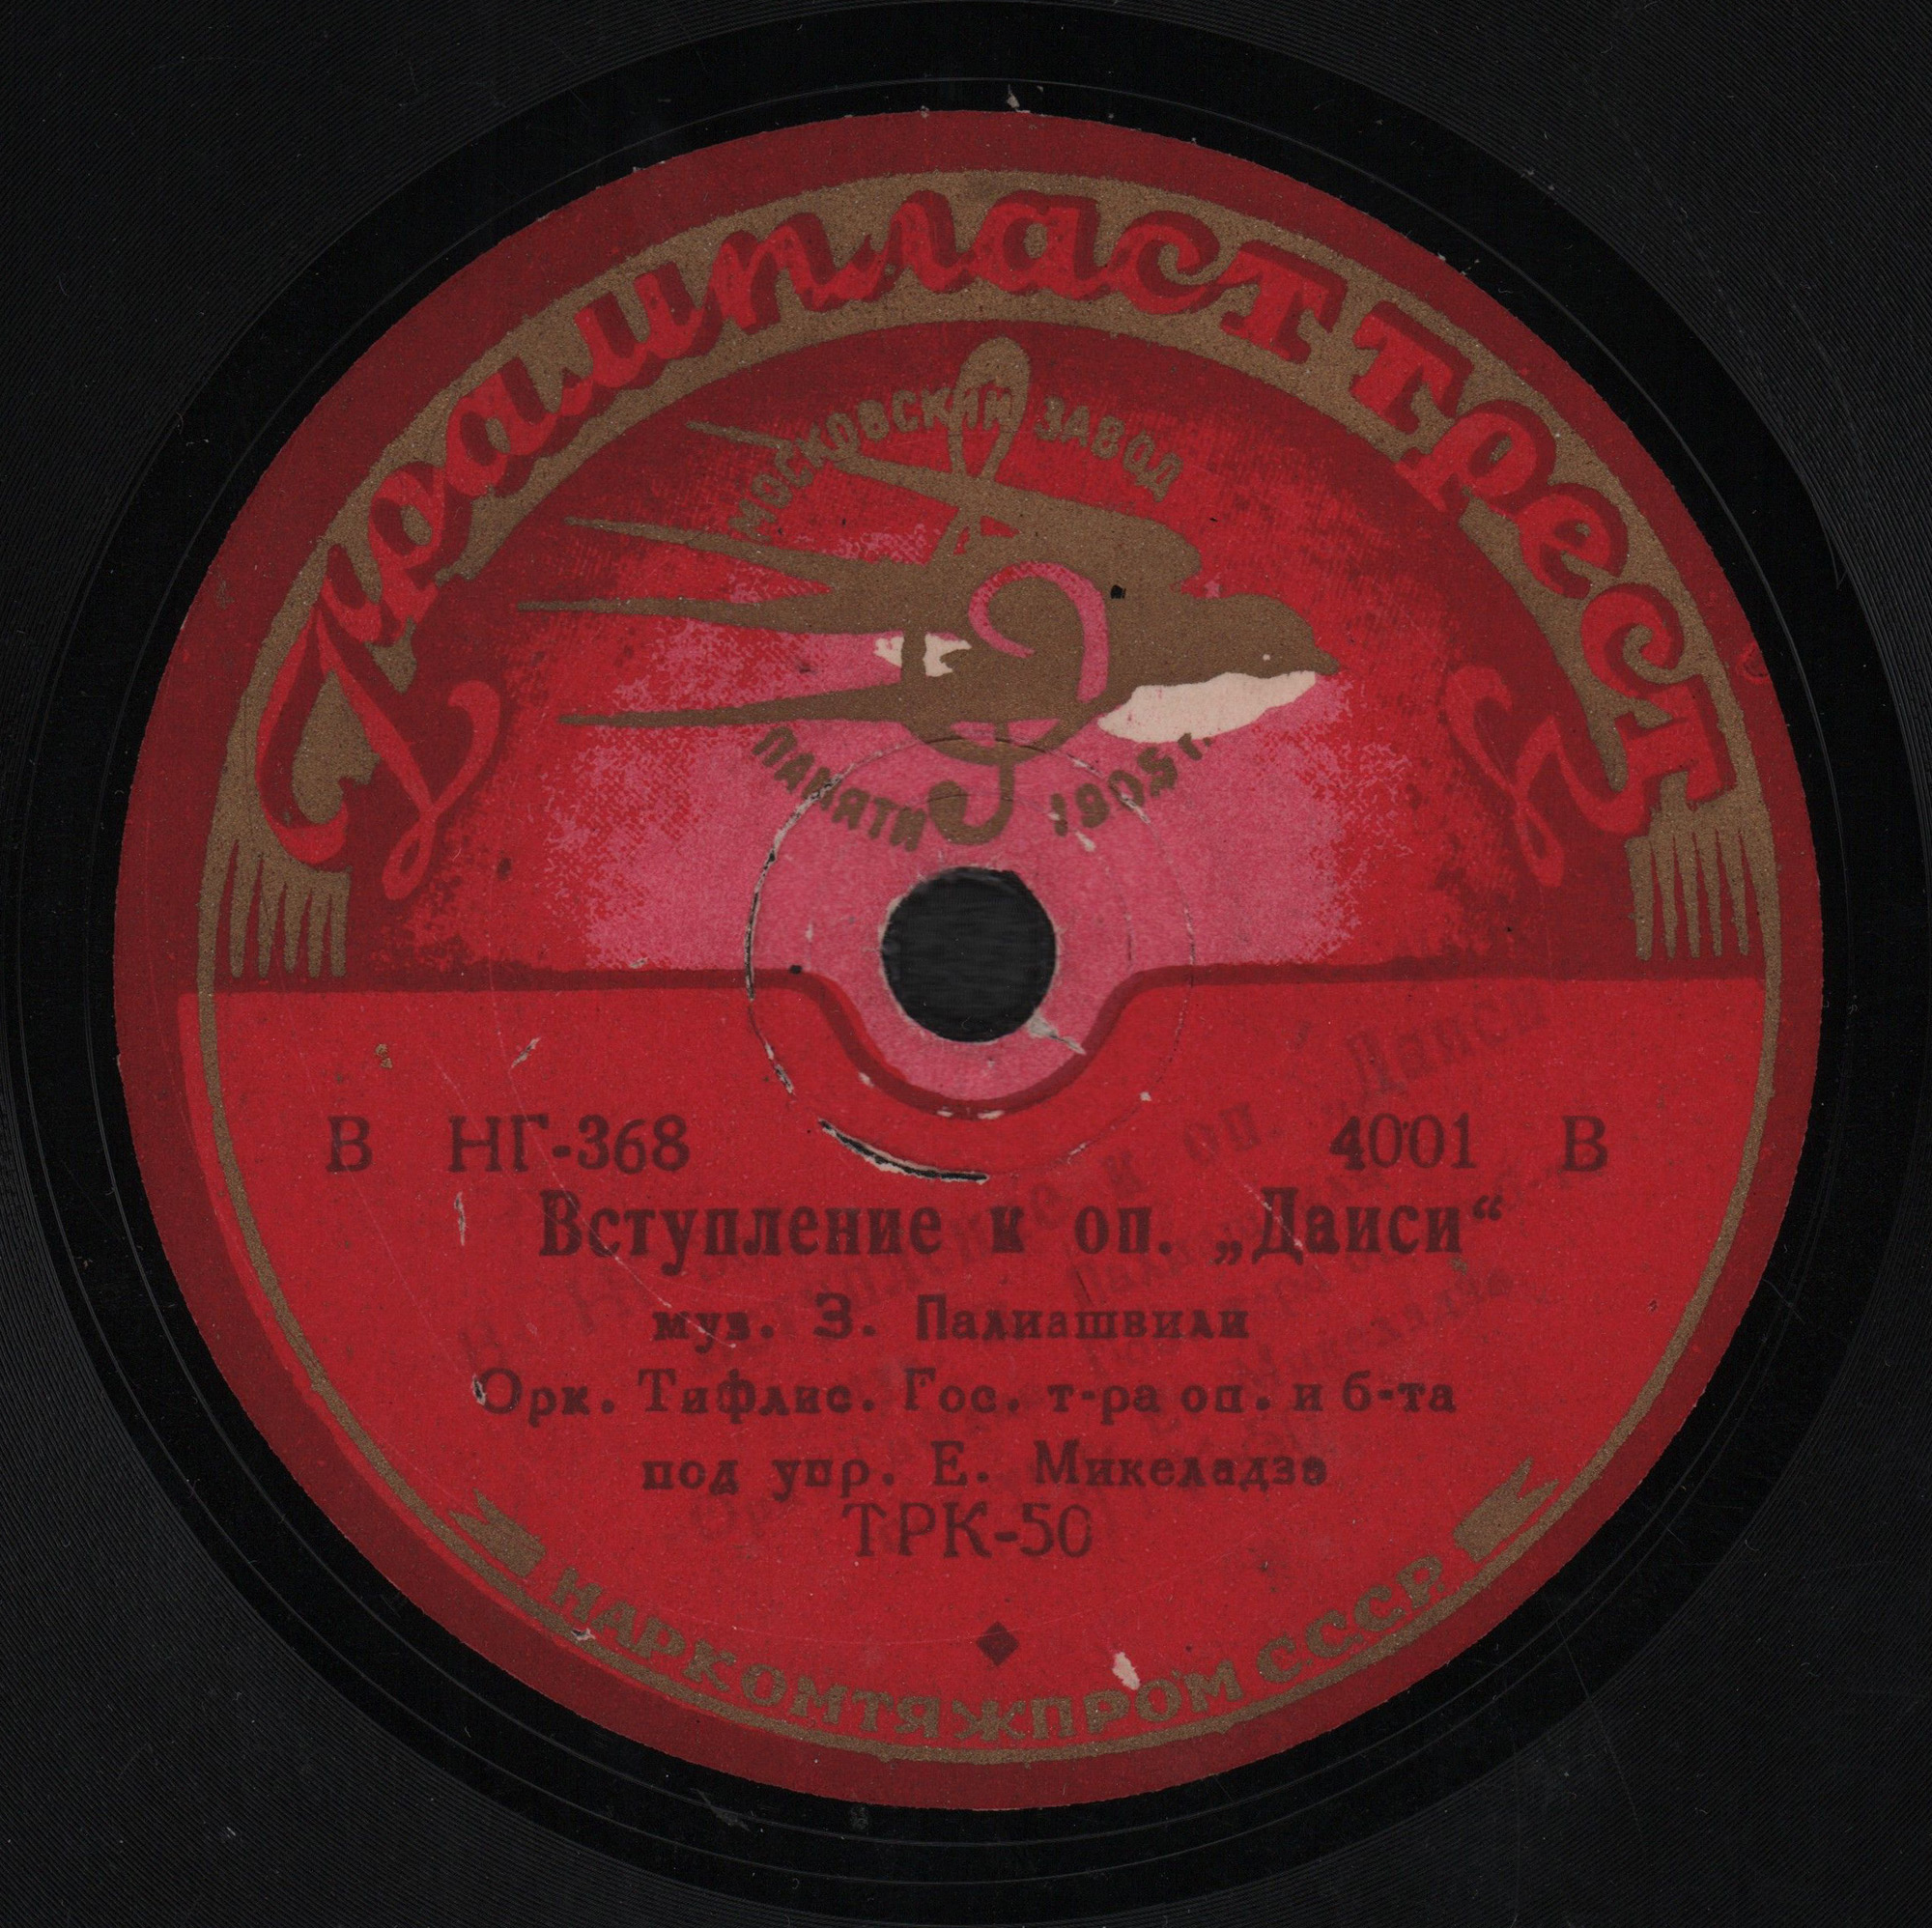 Грампласттрест
МОСКОВСКИЙ ЗАВОД
ПАМЯТИ 1905 г.
В НГ-368 4001 В
Вступление к оп. „Даиси“
муз. З. Палиашвили
Орк. Тифлис. Гос. т-ра оп. и б-та
под упр. Е. Микеладзе
ТРК-50
НАРКОМТЯЖПРОМ СССР